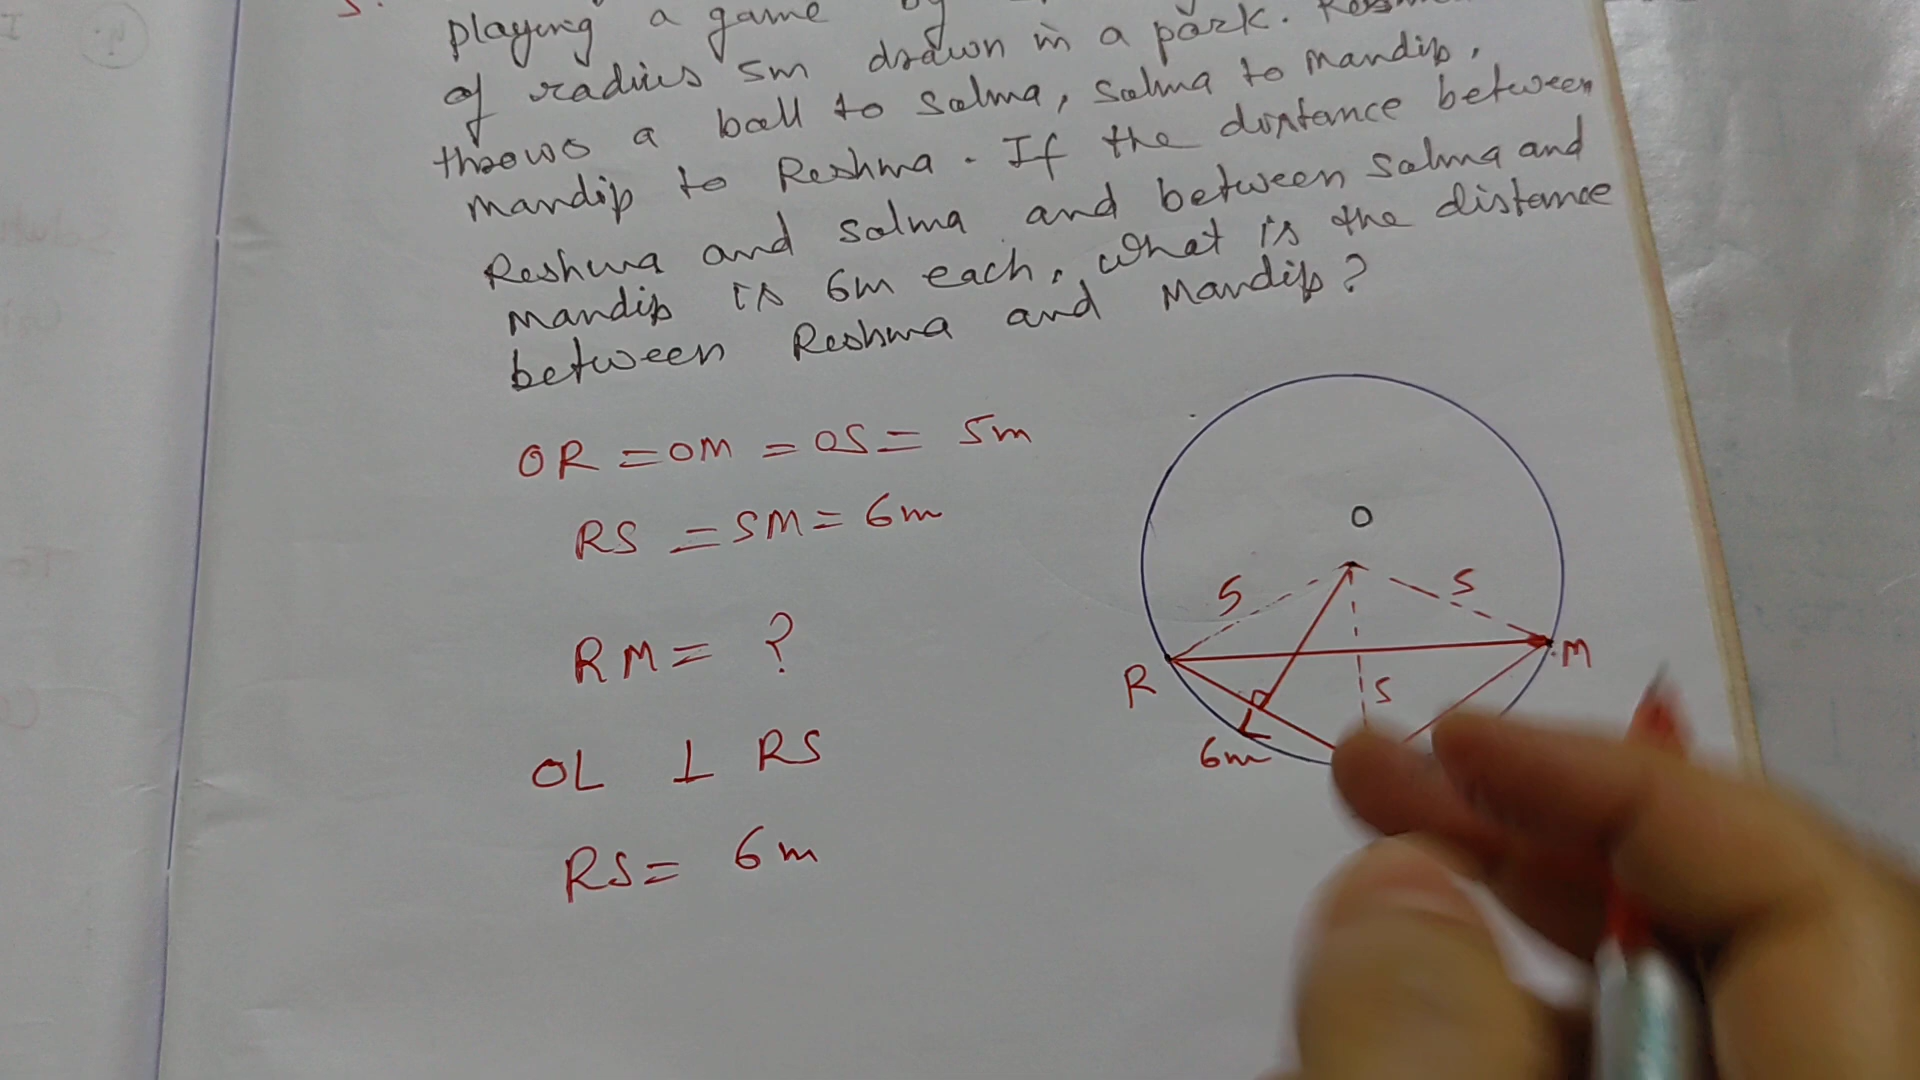 playing a game
of radius 5m drawn in a park.
throws a ball to Salma, Salma to Mandip,
Mandip to Reshma. If the distance between
Reshma and Salma and between Salma and
Mandip is 6m each, what is the distance
between Reshma and Mandip?
OR = OM = OS = 5m
RS = SM = 6m
RM = ?
OL ⊥ RS
RS = 6m
O
5
5
R
M
5
L
6m